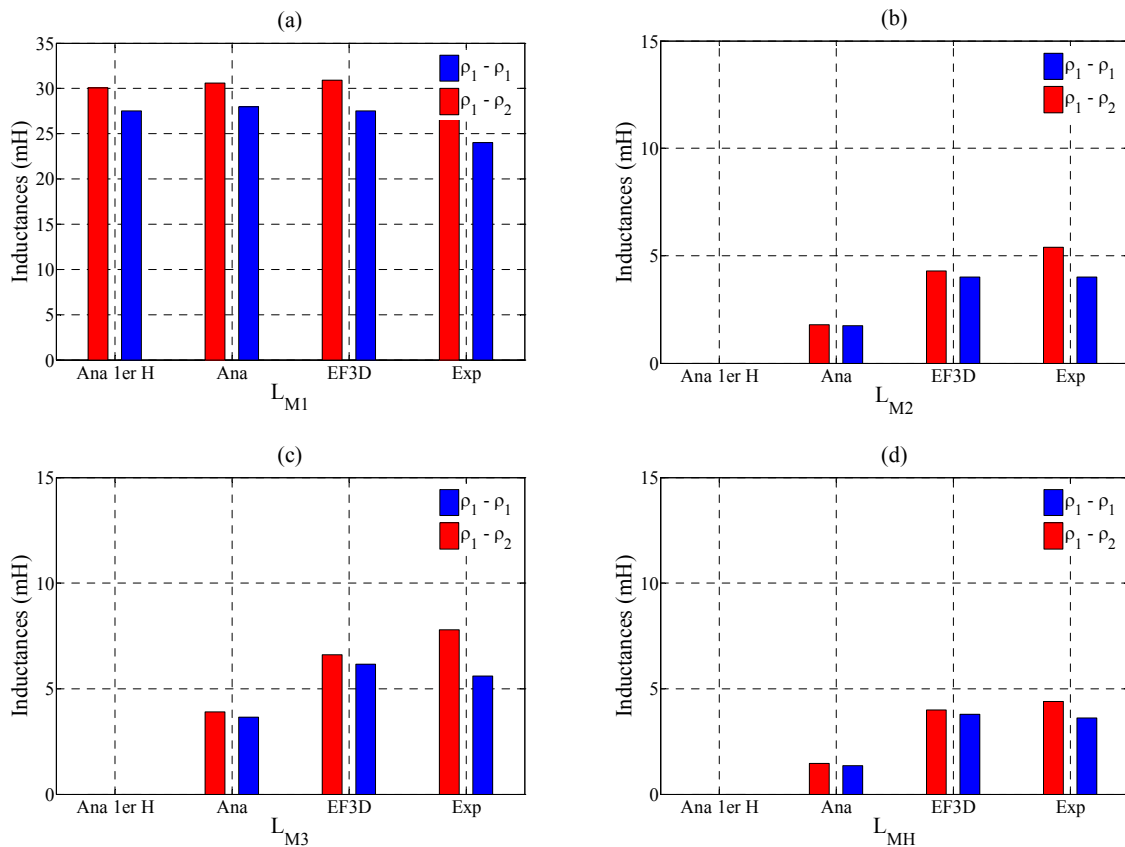 (a)
35
30
25
20
15
10
5
0
Inductances (mH)
ρ1 - ρ1
ρ1 - ρ2
Ana 1er H Ana EF3D Exp
LM1
(b)
15
10
5
0
Inductances (mH)
ρ1 - ρ1
ρ1 - ρ2
Ana 1er H Ana EF3D Exp
LM2
(c)
15
10
5
0
Inductances (mH)
ρ1 - ρ1
ρ1 - ρ2
Ana 1er H Ana EF3D Exp
LM3
(d)
15
10
5
0
Inductances (mH)
ρ1 - ρ1
ρ1 - ρ2
Ana 1er H Ana EF3D Exp
LMH